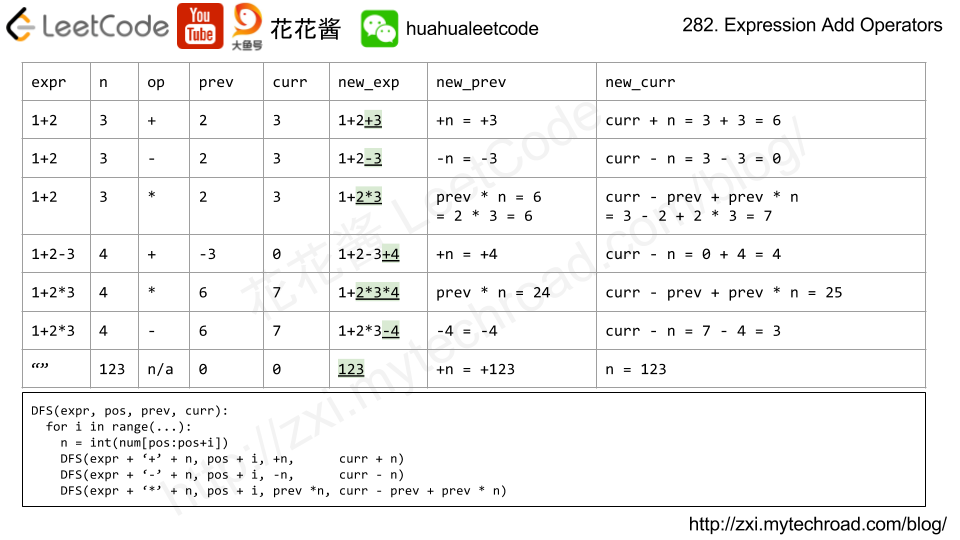 LeetCode
You
Tube
大鱼号
花花酱
huahualeetcode
282. Expression Add Operators
expr n op prev curr new_exp new_prev new_curr
1+2 3 + 2 3 1+2+3 +n = +3 curr + n = 3 + 3 = 6
1+2 3 - 2 3 1+2-3 -n = -3 curr - n = 3 - 3 = 0
1+2 3 * 2 3 1+2*3 prev * n = 6 curr - prev + prev * n
= 2 * 3 = 6 = 3 - 2 + 2 * 3 = 7
1+2-3 4 + -3 0 1+2-3+4 +n = +4 curr - n = 0 + 4 = 4
1+2*3 4 * 6 7 1+2*3*4 prev * n = 24 curr - prev + prev * n = 25
1+2*3 4 - 6 7 1+2*3-4 -4 = -4 curr - n = 7 - 4 = 3
“” 123 n/a 0 0 123 +n = +123 n = 123
花花酱 LeetCode
http://zxi.mytechroad.com/blog/
DFS(expr, pos, prev, curr):
for i in range(...):
n = int(num[pos:pos+i])
DFS(expr + ‘+’ + n, pos + i, +n, curr + n)
DFS(expr + ‘-’ + n, pos + i, -n, curr - n)
DFS(expr + ‘*’ + n, pos + i, prev *n, curr - prev + prev * n)
http://zxi.mytechroad.com/blog/